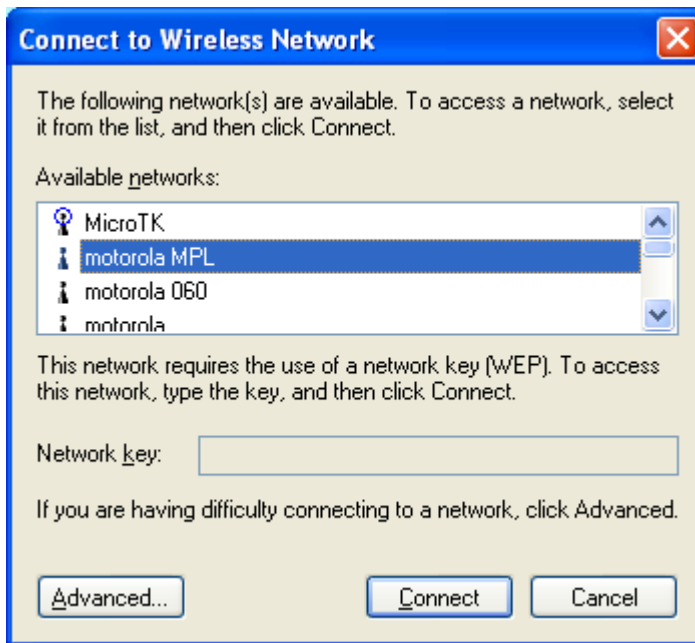 Connect to Wireless Network
The following network(s) are available. To access a network, select
it from the list, and then click Connect.
Available networks:
MicroTK
motorola MPL
motorola 060
motorola
This network requires the use of a network key (WEP). To access
this network, type the key, and then click Connect.
Network key:
If you are having difficulty connecting to a network, click Advanced.
Advanced... Connect Cancel